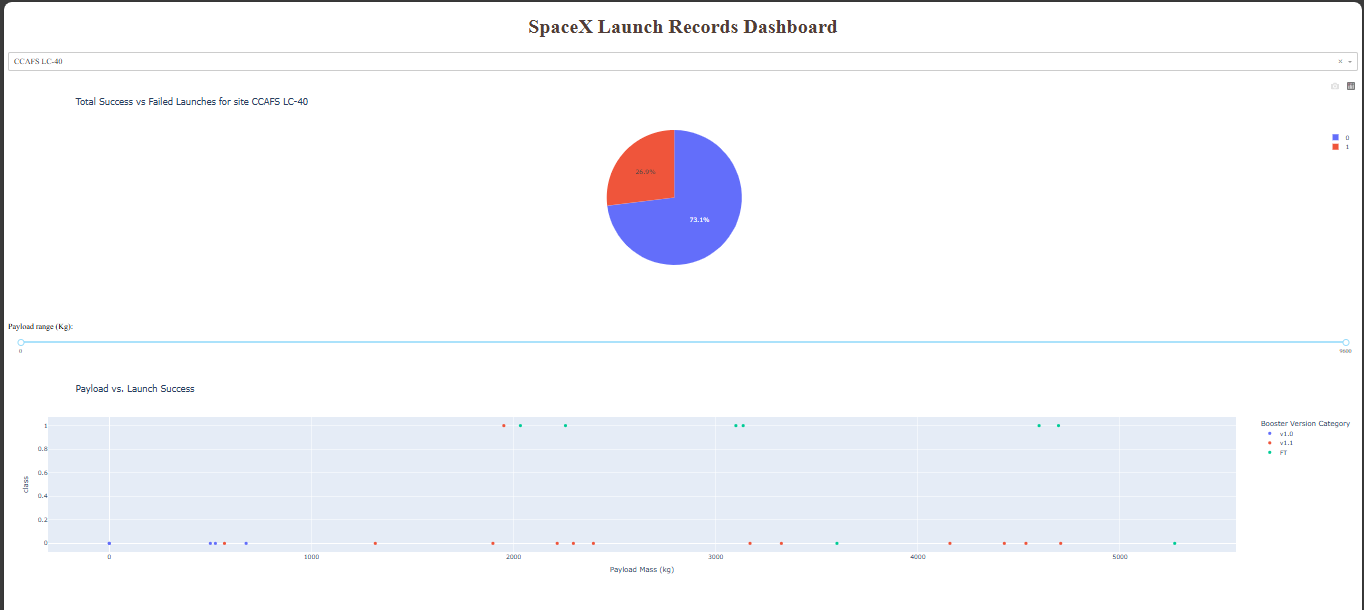 SpaceX Launch Records Dashboard
CCAFS LC-40
×
Total Success vs Failed Launches for site CCAFS LC-40
0
1
26.9%
73.1%
Payload range (Kg):
0
9600
Payload vs. Launch Success
Booster Version Category
v1.0
v1.1
FT
class
1
0.8
0.6
0.4
0.2
0
0 1000 2000 3000 4000 5000
Payload Mass (kg)